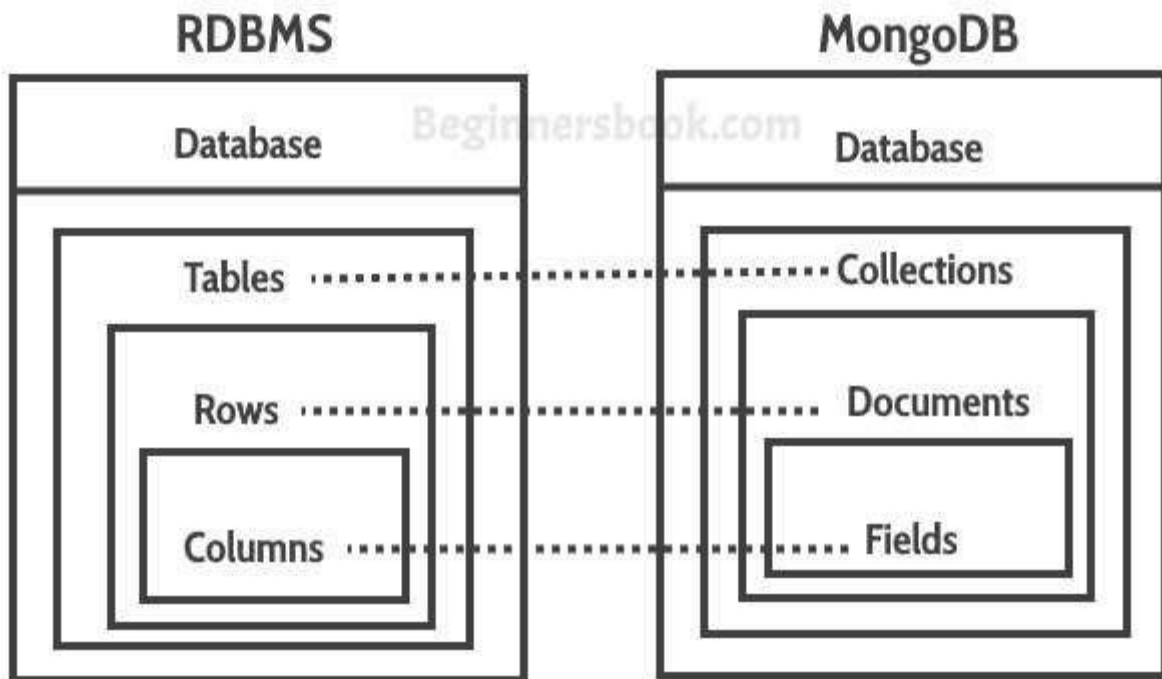 RDBMS
MongoDB
Beginnersbook.com
Database
Database
Tables
Collections
Rows
Documents
Columns
Fields